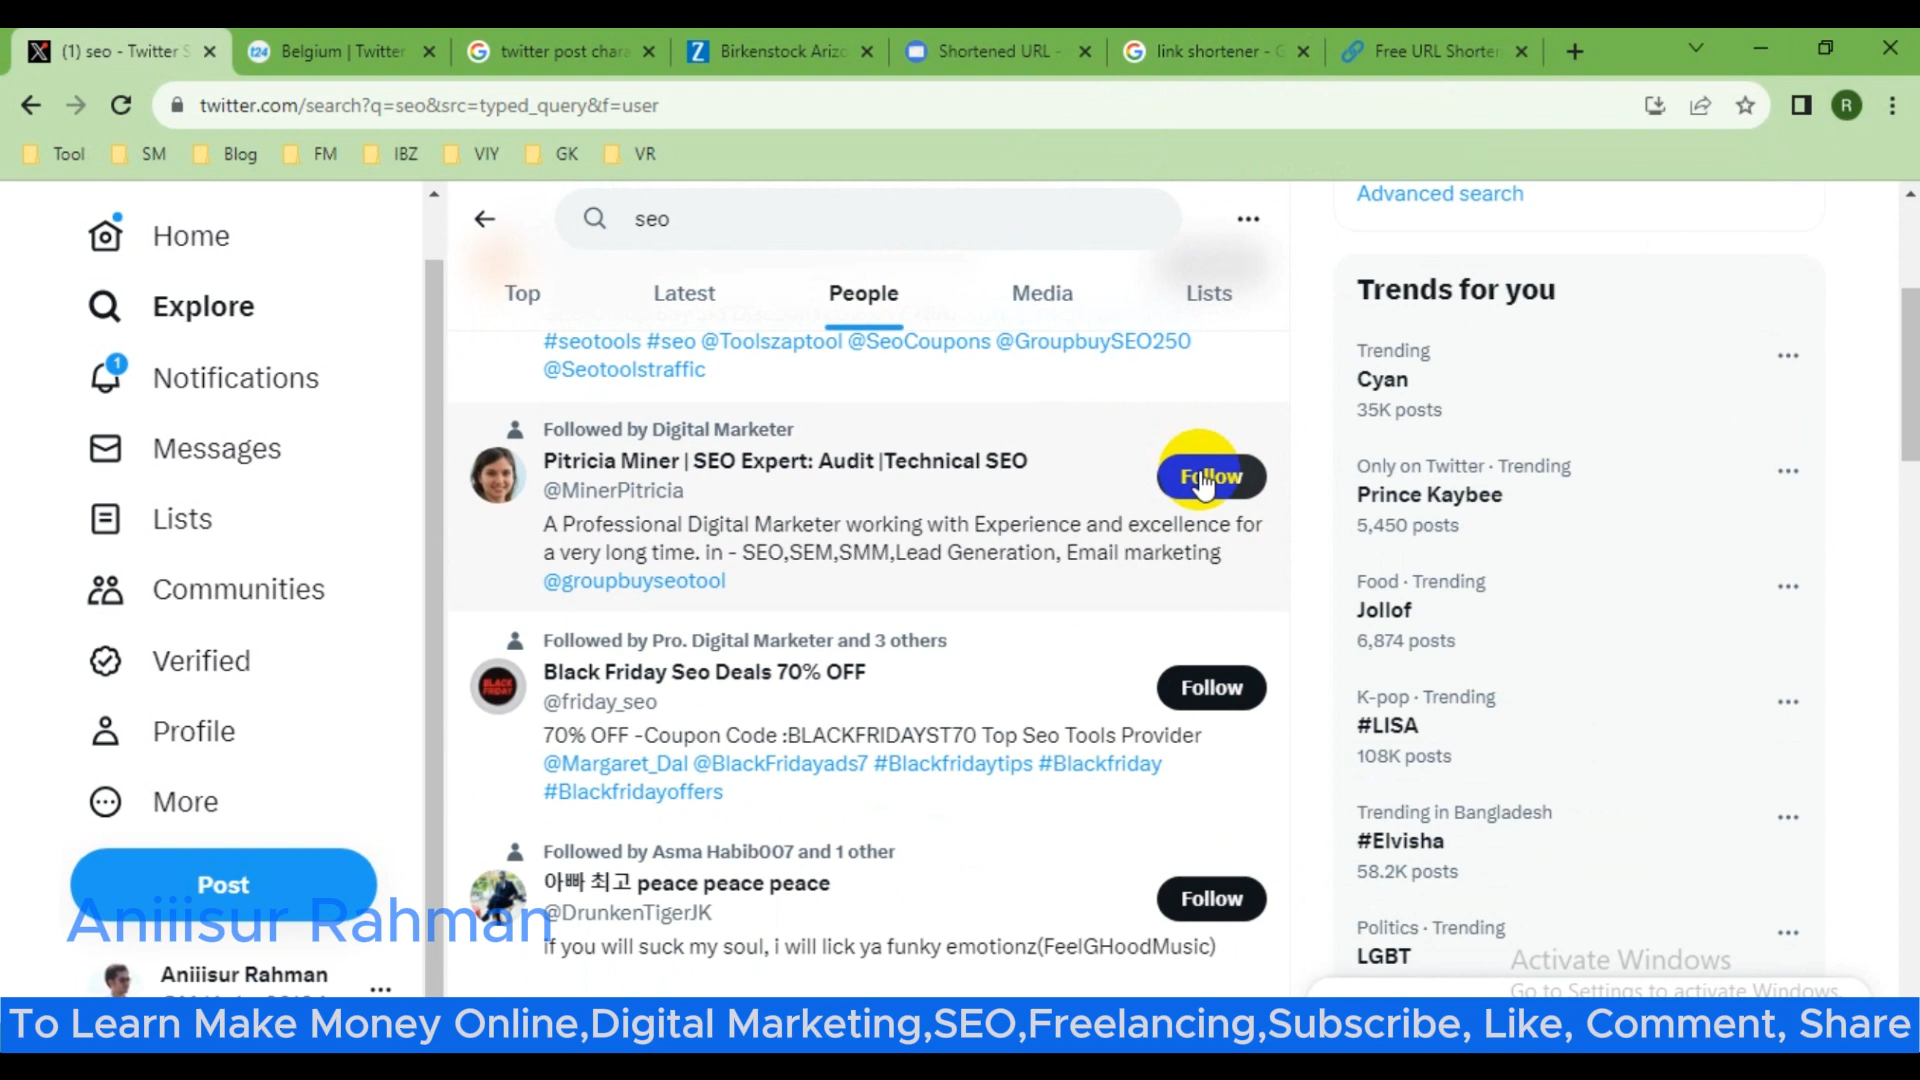 (1) seo - Twitter S
Belgium | Twitter
twitter post chara
Birkenstock Arizo
Shortened URL -
link shortener - G
Free URL Shorten
twitter.com/search?q=seo&src=typed_query&f=user
R
Tool
SM
Blog
FM
IBZ
VIY
GK
VR
Home
Explore
1
Notifications
Messages
Lists
Communities
Verified
Profile
More
Post
Aniiisur Rahman
Aniiisur Rahman
seo
Top
Latest
People
Media
Lists
#seotools #seo @Toolszaptool @SeoCoupons @GroupbuySEO250
@Seotoolstraffic
Followed by Digital Marketer
Pitricia Miner | SEO Expert: Audit |Technical SEO
@MinerPitricia
Follow
A Professional Digital Marketer working with Experience and excellence for
a very long time. in - SEO,SEM,SMM,Lead Generation, Email marketing
@groupbuyseotool
Followed by Pro. Digital Marketer and 3 others
BLACK
FRIDAY
Black Friday Seo Deals 70% OFF
@friday_seo
Follow
70% OFF -Coupon Code :BLACKFRIDAYST70 Top Seo Tools Provider
@Margaret_Dal @BlackFridayads7 #Blackfridaytips #Blackfriday
#Blackfridayoffers
Followed by Asma Habib007 and 1 other
아빠 최고 peace peace peace
@DrunkenTigerJK
Follow
if you will suck my soul, i will lick ya funky emotionz(FeelGHoodMusic)
Advanced search
Trends for you
Trending
Cyan
35K posts
Only on Twitter · Trending
Prince Kaybee
5,450 posts
Food · Trending
Jollof
6,874 posts
K-pop · Trending
#LISA
108K posts
Trending in Bangladesh
#Elvisha
58.2K posts
Politics · Trending
LGBT
Activate Windows
Go to Settings to activate Windows.
To Learn Make Money Online,Digital Marketing,SEO,Freelancing,Subscribe, Like, Comment, Share